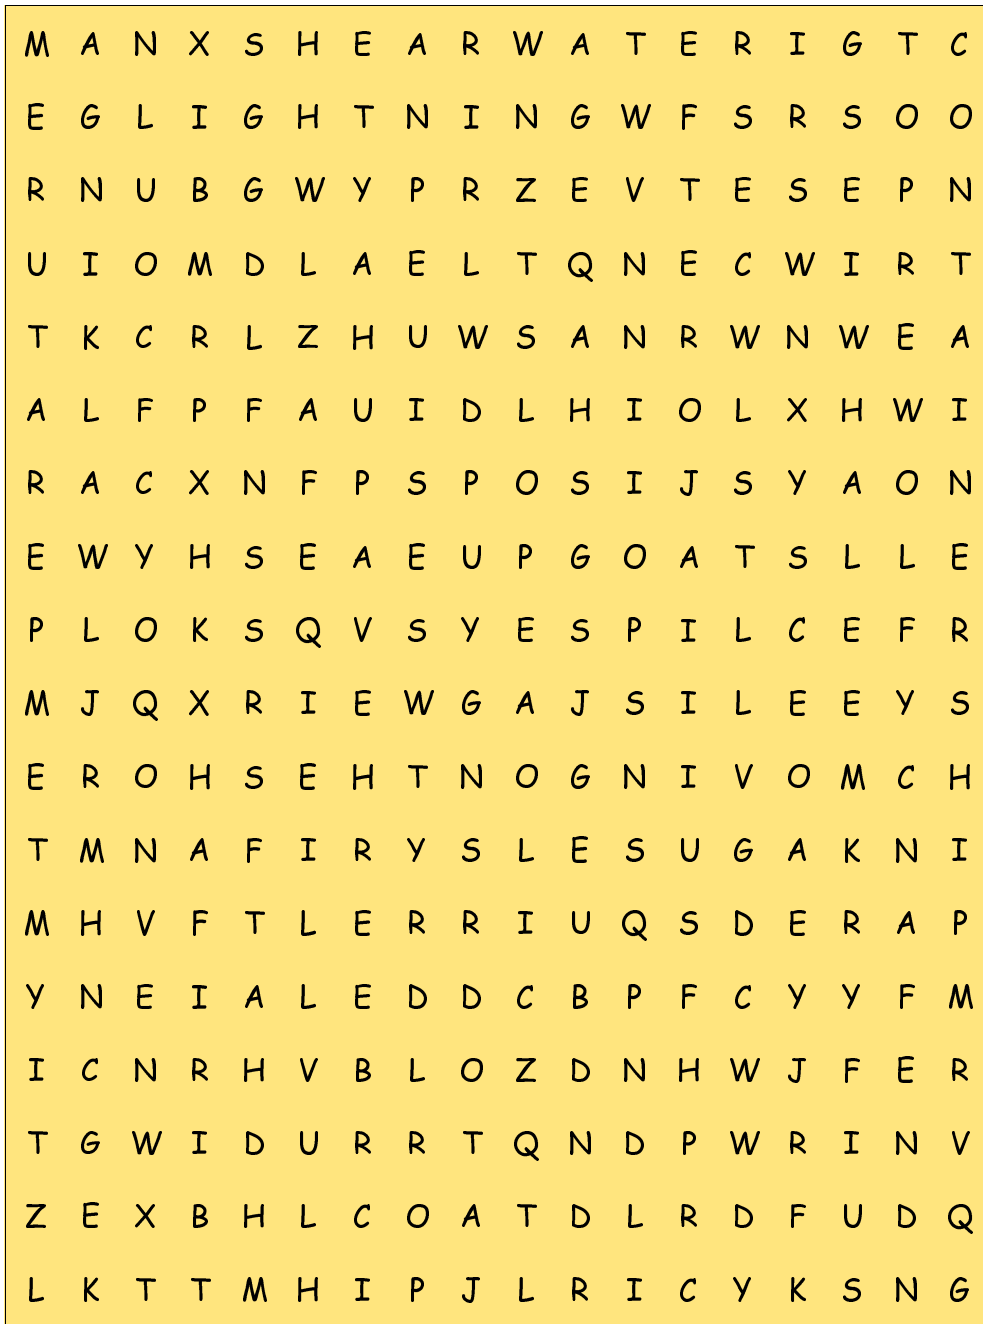 M A N X S H E A R W A T E R I G T C
E G L I G H T N I N G W F S R S O O
R N U B G W Y P R Z E V T E S E P N
U I O M D L A E L T Q N E C W I R T
T K C R L Z H U W S A N R W N W E A
A L F P F A U I D L H I O L X H W I
R A C X N F P S P O S I J S Y A O N
E W Y H S E A E U P G O A T S L L E
P L O K S Q V S Y E S P I L C E F R
M J Q X R I E W G A J S I L E E Y S
E R O H S E H T N O G N I V O M C H
T M N A F I R Y S L E S U G A K N I
M H V F T L E R R I U Q S D E R A P
Y N E I A L E D D C B P F C Y Y F M
I C N R H V B L O Z D N H W J F E R
T G W I D U R R T Q N D P W R I N V
Z E X B H L C O A T D L R D F U D Q
L K T T M H I P J L R I C Y K S N G